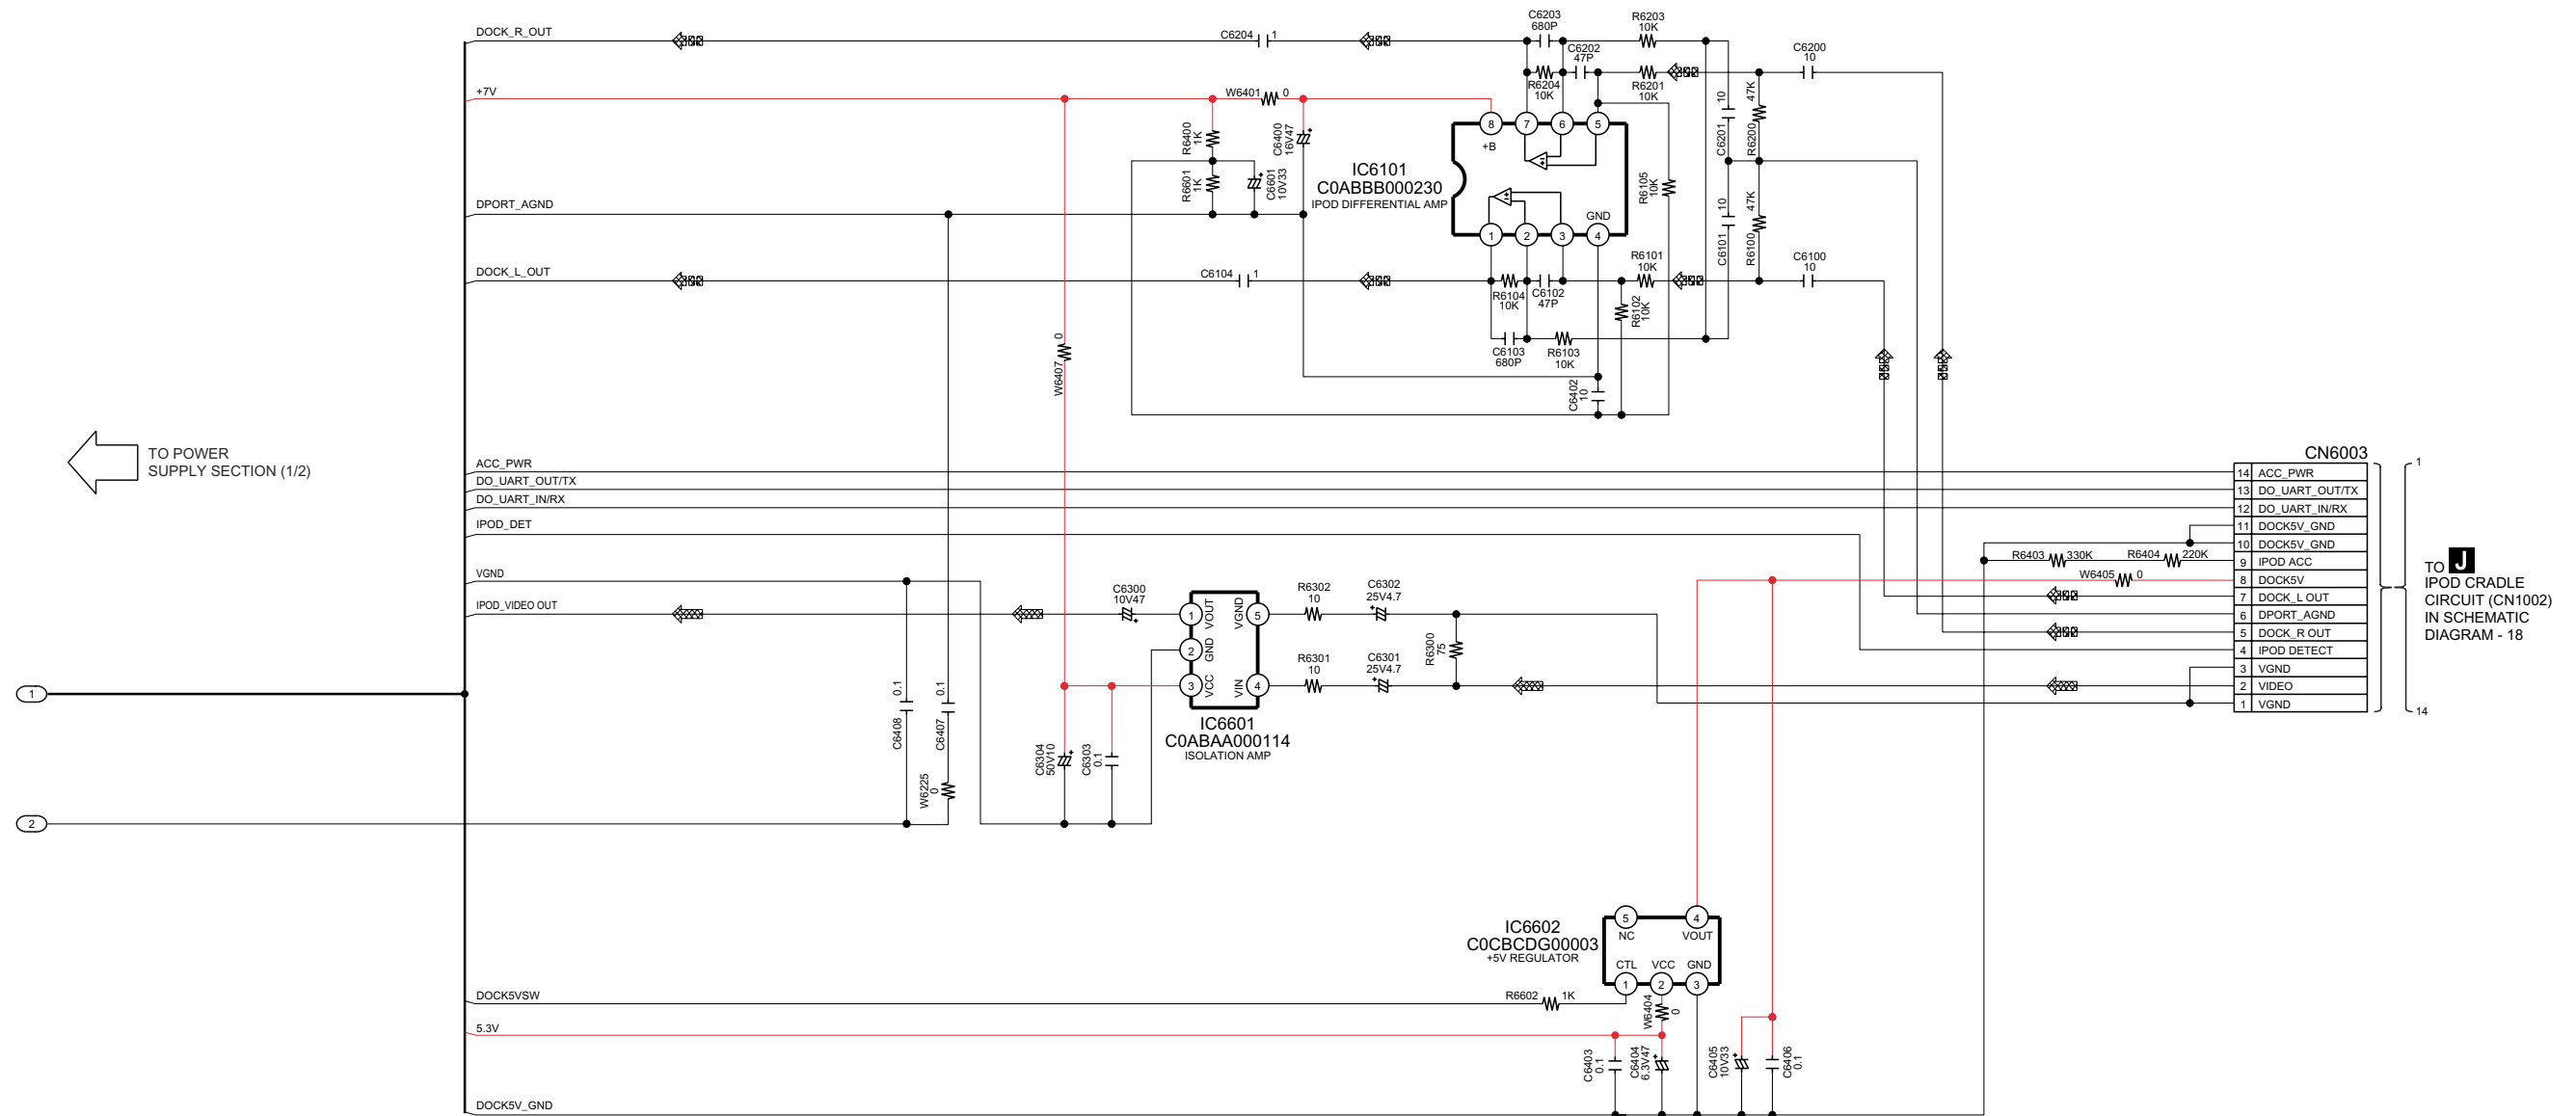 DOCK_R_OUT
C6204
1
C6203
680P
R6203
10K
C6202
47P
C6200
10
R6204
10K
R6201
10K
+7V
W6401
0
R6400
1K
C6400
16V47
R6601
1K
C6601
10V33
8
7
6
5
+B
IC6101
C0ABBB000230
IPOD DIFFERENTIAL AMP
GND
1
2
3
4
R6105
10K
C6201
10
R6200
47K
C6101
10
R6100
47K
DPORT_AGND
DOCK_L_OUT
C6104
1
R6104
10K
C6102
47P
R6101
10K
R6102
10K
C6100
10
C6103
680P
R6103
10K
W6407
0
C6402
10
TO POWER
SUPPLY SECTION (1/2)
ACC_PWR
DO_UART_OUT/TX
DO_UART_IN/RX
IPOD_DET
VGND
IPOD_VIDEO OUT
CN6003
14 ACC_PWR
13 DO_UART_OUT/TX
12 DO_UART_IN/RX
11 DOCK5V_GND
10 DOCK5V_GND
9 IPOD ACC
8 DOCK5V
7 DOCK_L OUT
6 DPORT_AGND
5 DOCK_R OUT
4 IPOD DETECT
3 VGND
2 VIDEO
1 VGND
1
14
TO J
IPOD CRADLE
CIRCUIT (CN1002)
IN SCHEMATIC
DIAGRAM - 18
R6403
330K
R6404
220K
W6405
0
C6300
10V47
1
VOUT
2
GND
3
VCC
5
VGND
4
VIN
IC6601
C0ABAA000114
ISOLATION AMP
R6302
10
C6302
25V4.7
R6301
10
C6301
25V4.7
R6300
75
1
C6408
0.1
C6407
0.1
W6225
0
C6304
50V10
C6303
0.1
2
IC6602
C0CBCDG00003
+5V REGULATOR
5
NC
4
VOUT
CTL
VCC
GND
1
2
3
DOCK5VSW
R6602
1K
W6404
0
5.3V
C6403
0.1
C6404
6.3V47
C6405
10V33
C6406
0.1
DOCK5V_GND